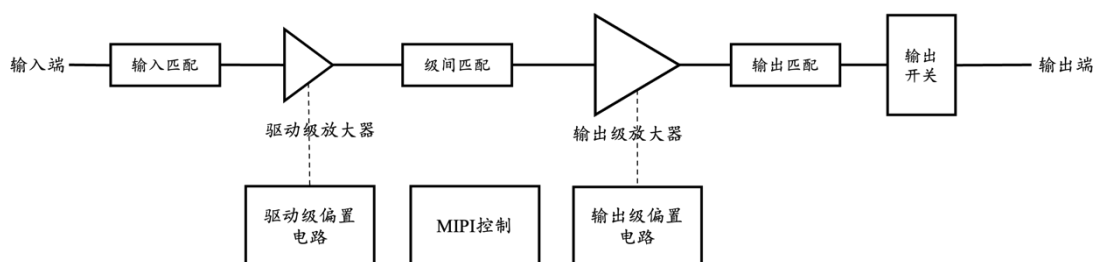 输入端
输入匹配
级间匹配
输出匹配
输出
开关
输出端
驱动级放大器
输出级放大器
驱动级偏置
电路
MIPI控制
输出级偏置
电路